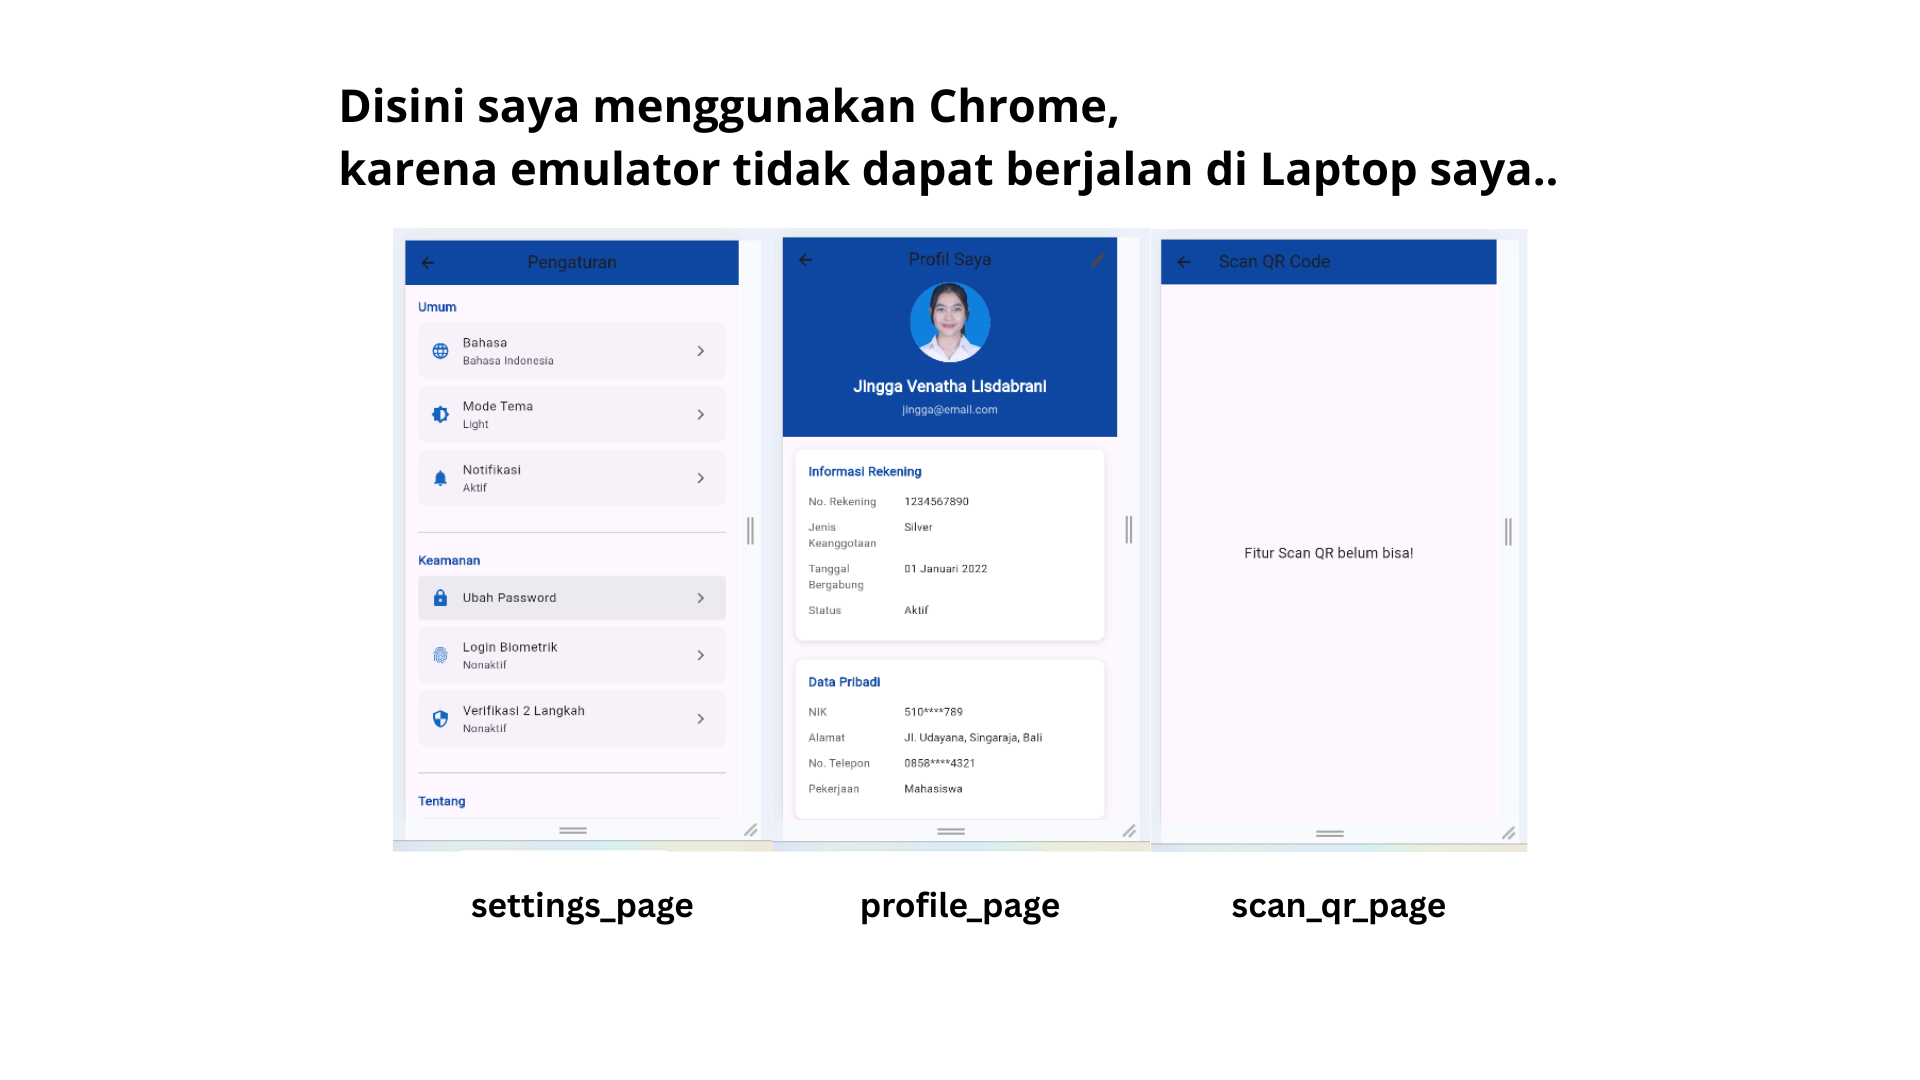 Disini saya menggunakan Chrome,
karena emulator tidak dapat berjalan di Laptop saya..
Pengaturan
Umum
Bahasa
Bahasa Indonesia
Mode Tema
Light
Notifikasi
Aktif
Keamanan
Ubah Password
Login Biometrik
Nonaktif
Verifikasi 2 Langkah
Nonaktif
Tentang
settings_page
Profil Saya
Jingga Venatha Lisdabrani
jingga@email.com
Informasi Rekening
No. Rekening 1234567890
Jenis Silver
Keanggotaan
Tanggal 01 Januari 2022
Bergabung
Status Aktif
Data Pribadi
NIK 510****789
Alamat Jl. Udayana, Singaraja, Bali
No. Telepon 0858****4321
Pekerjaan Mahasiswa
profile_page
Scan QR Code
Fitur Scan QR belum bisa!
scan_qr_page